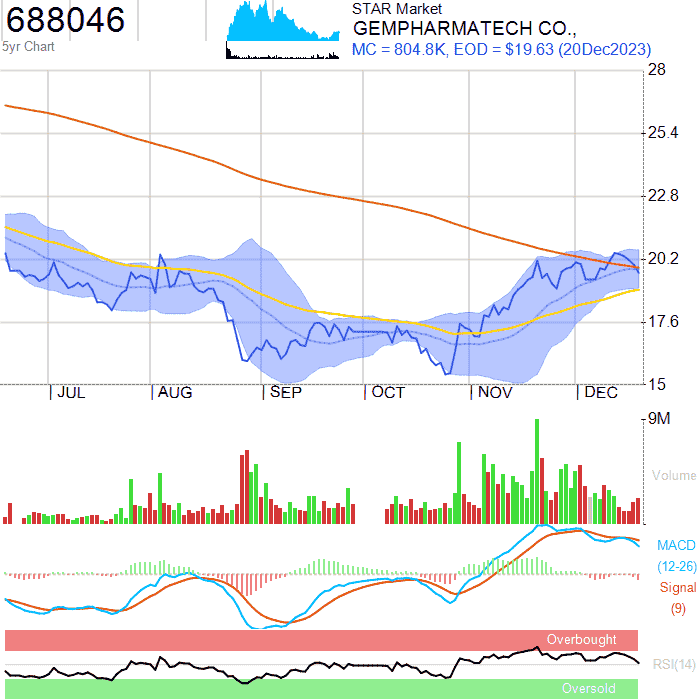 688046
STAR Market
GEMPHARMATECH CO.,
5yr Chart
MC = 804.8K, EOD = $19.63 (20Dec2023)
28
25.4
22.8
20.2
17.6
15
JUL AUG SEP OCT NOV DEC
9M
Volume
MACD
(12-26)
Signal
(9)
Overbought
RSI(14)
Oversold